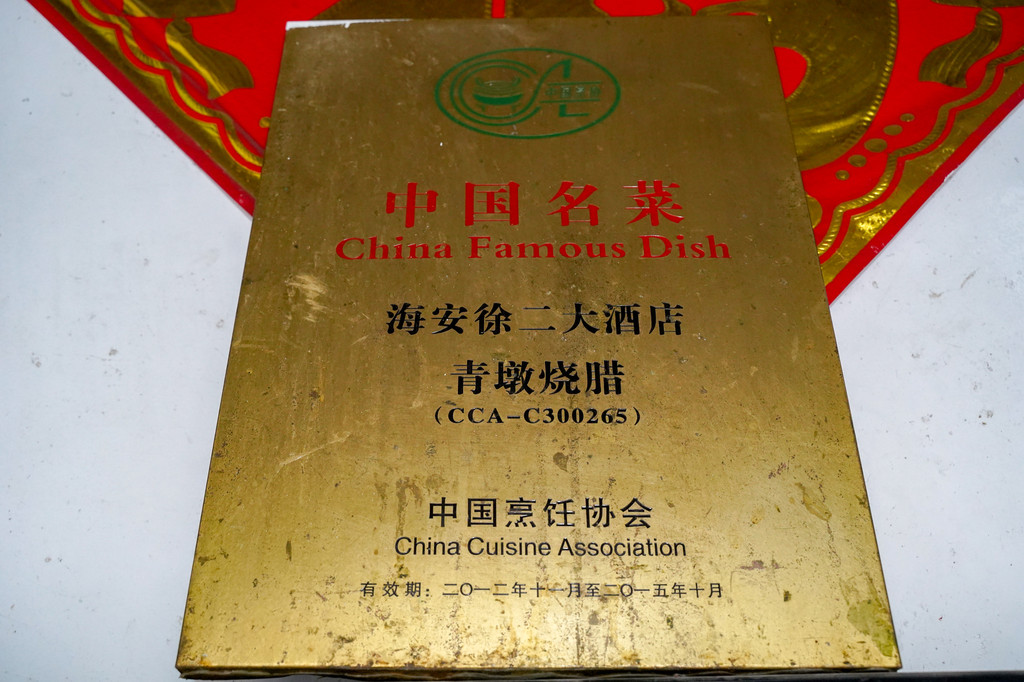 中国名菜
China Famous Dish
海安徐二大酒店
青墩烧腊
(CCA-C300265)
中国烹饪协会
China Cuisine Association
有效期：二〇一二年十一月至二〇一五年十月